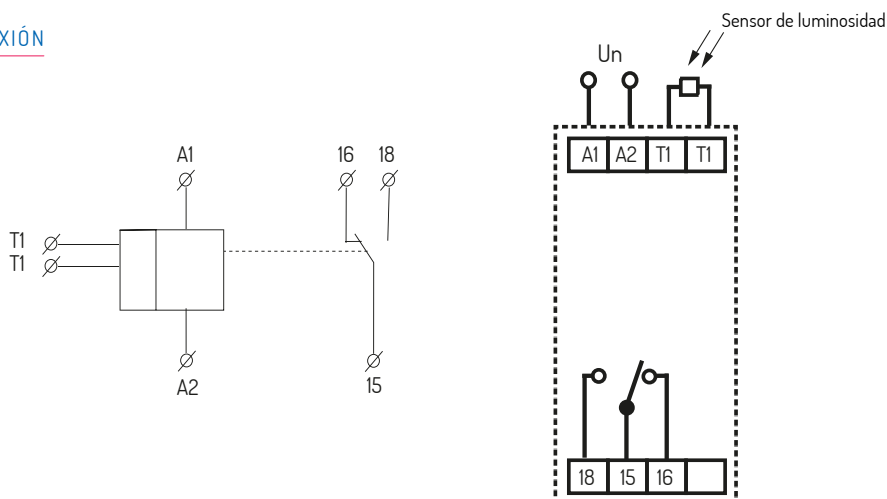 XIÓN
Sensor de luminosidad
Un
A1 A2 T1 T1
A1
16 18
T1
T1
A2
15
18 15 16